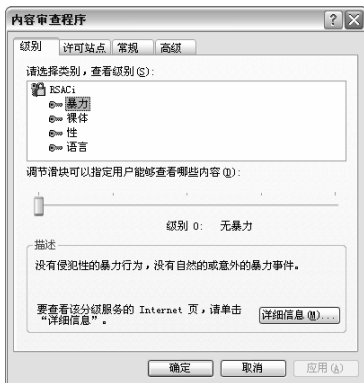 内容审查程序
级别 许可站点 常规 高级
请选择类别，查看级别(S):
RSACi
暴力
裸体
性
语言
调节滑块可以指定用户能够查看哪些内容(D):
级别 0: 无暴力
描述
没有侵犯性的暴力行为，没有自然的或意外的暴力事件。
要查看该分级服务的 Internet 页，请单击
“详细信息”。
详细信息(M)...
确定 取消 应用(A)